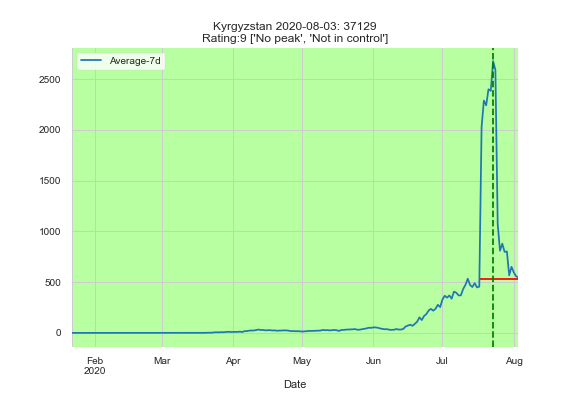 Kyrgyzstan 2020-08-03: 37129
Rating:9 ['No peak', 'Not in control']
Average-7d
2500
2000
1500
1000
500
0
Feb Mar Apr May Jun Jul Aug
2020
Date